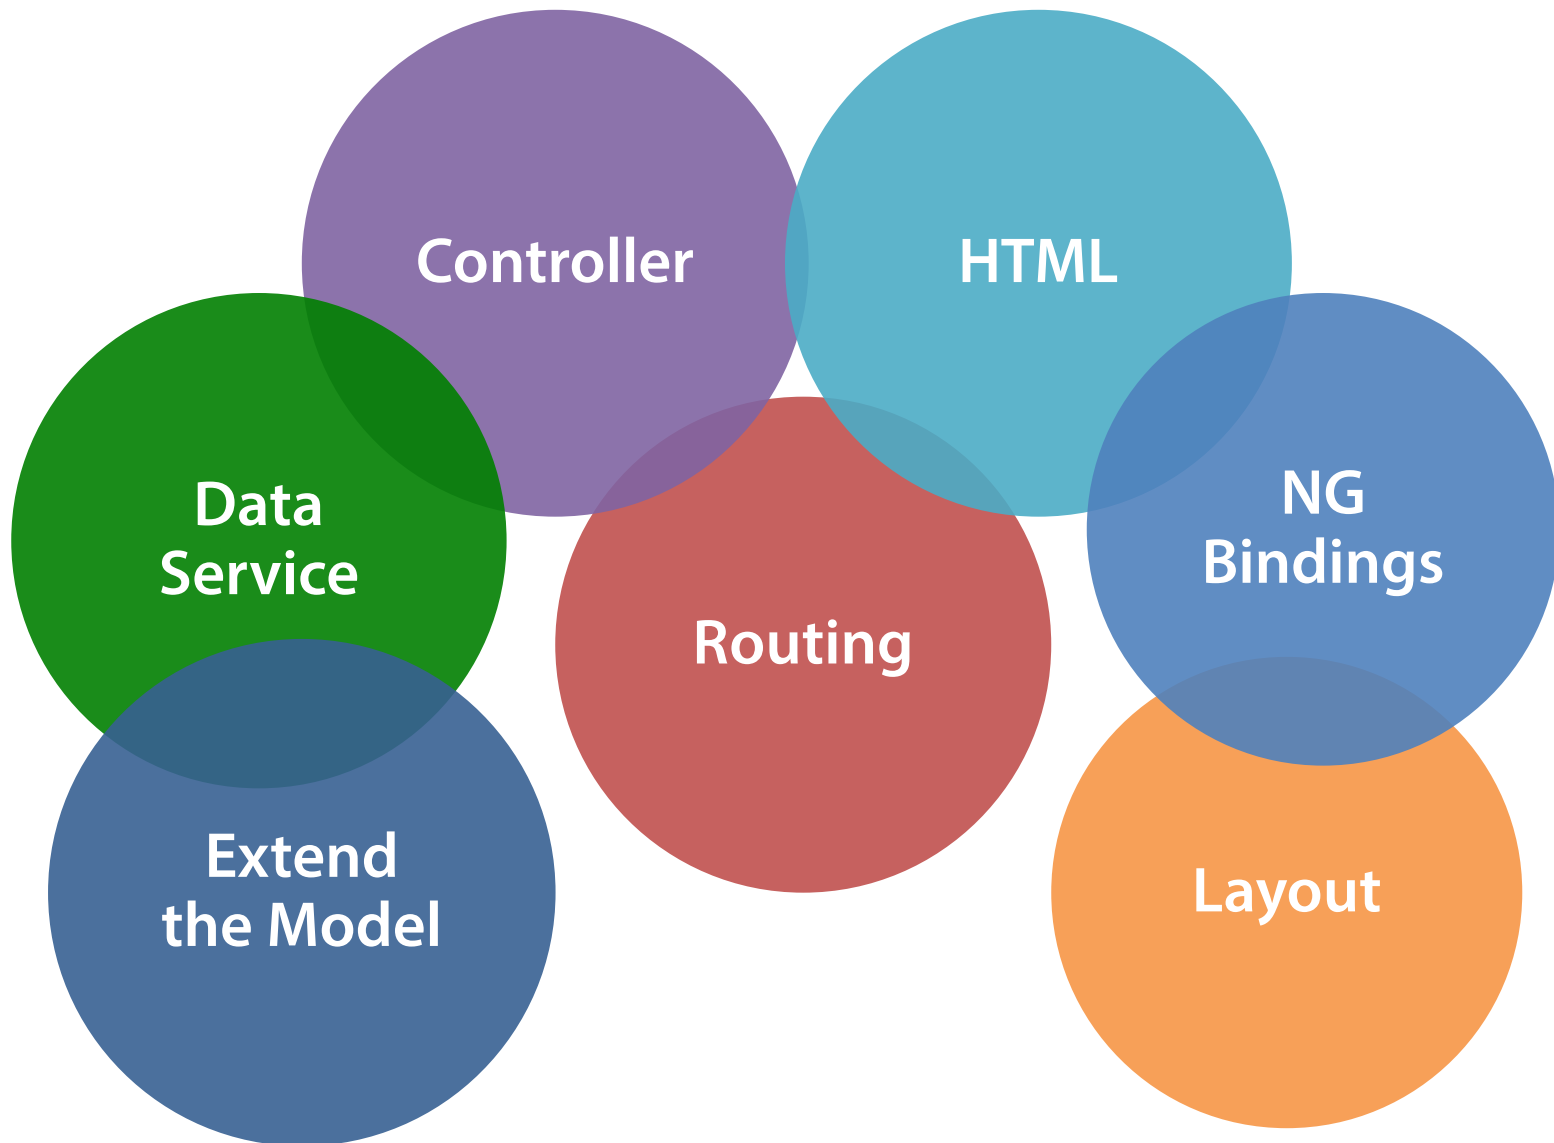 Controller
HTML
Data
Service
NG
Bindings
Routing
Extend
the Model
Layout